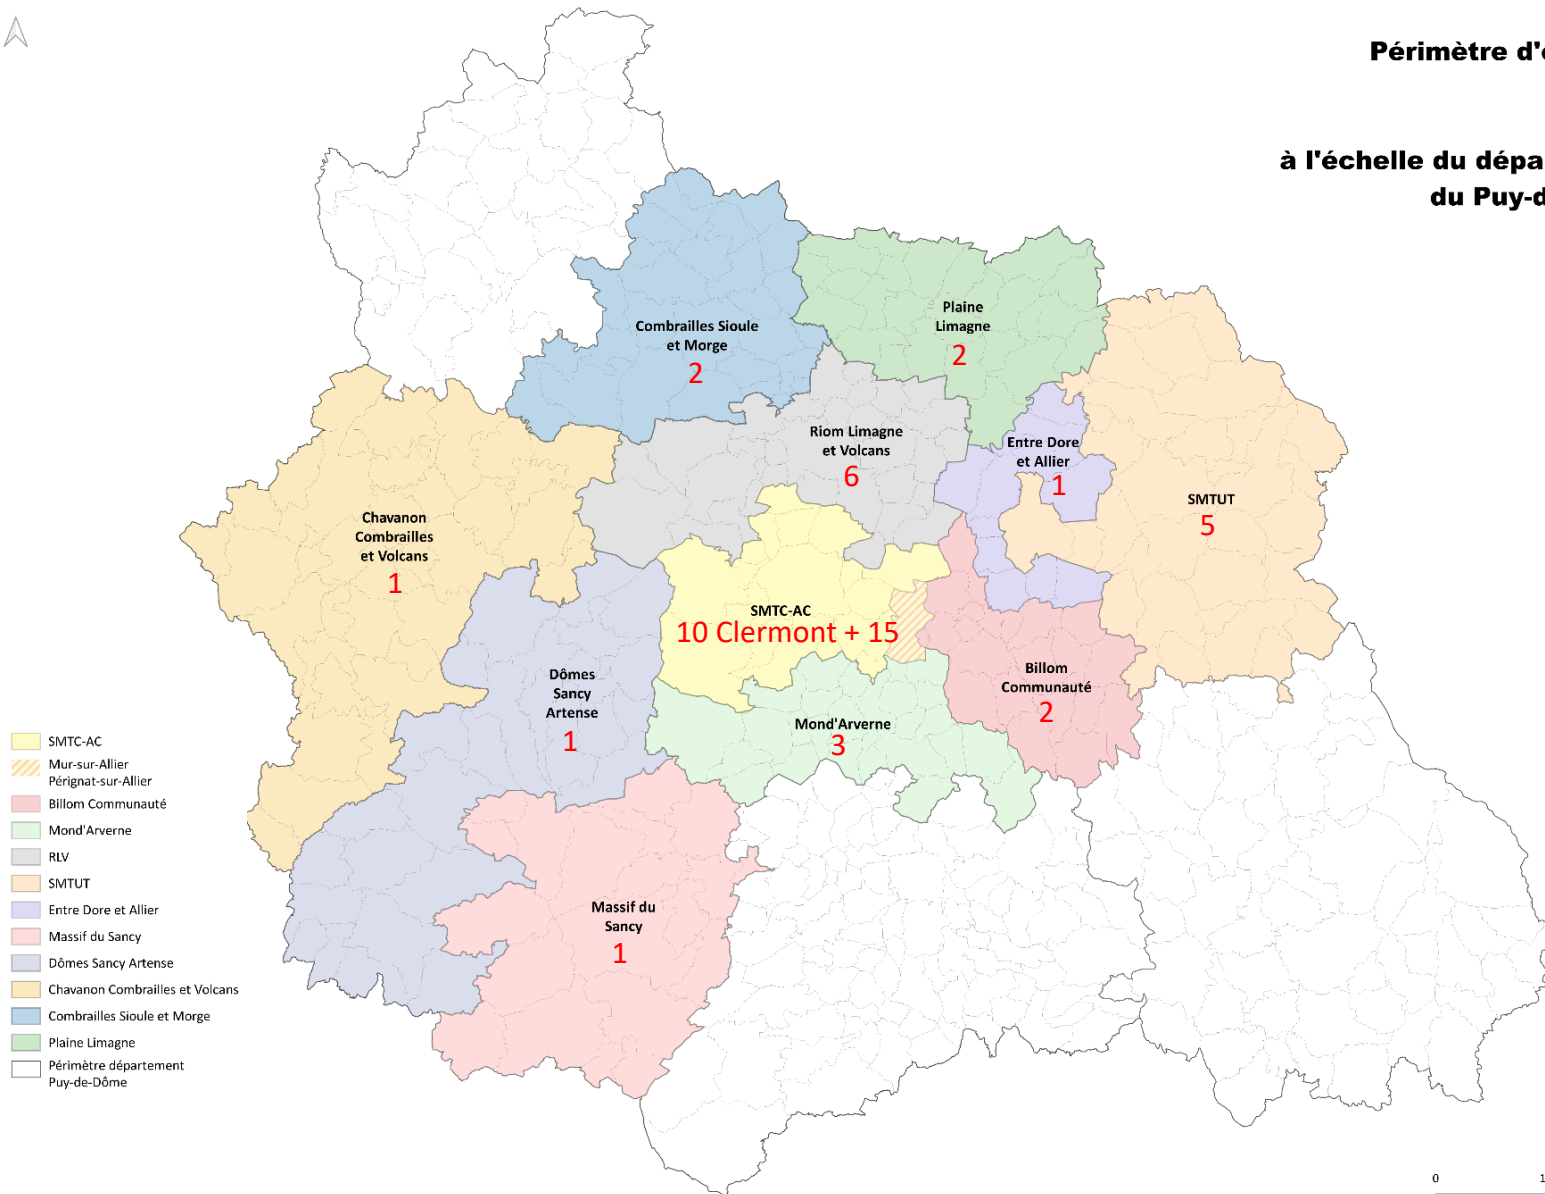 Périmètre d'
à l'échelle du dépa
du Puy-d
Combrailles Sioule
et Morge
2
Plaine
Limagne
2
Riom Limagne
et Volcans
6
Entre Dore
et Allier
1
SMTUT
5
Chavanon
Combrailles
et Volcans
1
SMTC-AC
10 Clermont + 15
Dômes
Sancy
Artense
1
Billom
Communauté
2
Mond'Arverne
3
Massif du
Sancy
1
SMTC-AC
Mur-sur-Allier
Pérignat-sur-Allier
Billom Communauté
Mond'Arverne
RLV
SMTUT
Entre Dore et Allier
Massif du Sancy
Dômes Sancy Artense
Chavanon Combrailles et Volcans
Combrailles Sioule et Morge
Plaine Limagne
Périmètre département
Puy-de-Dôme
0 1